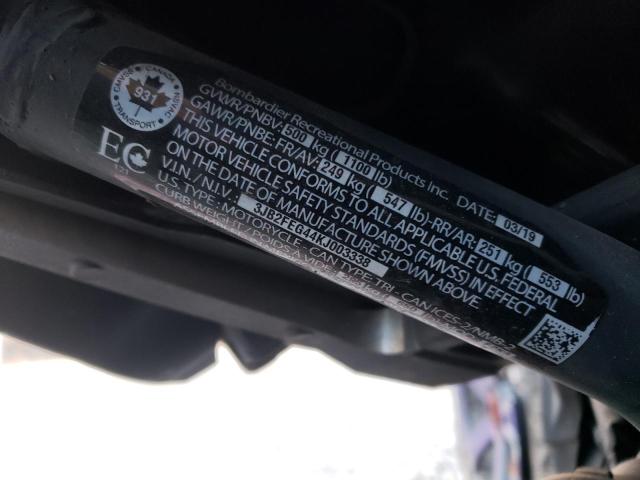 CMVSS CANADA NSVAC
931
TRANSPORT
EC
Bombardier Recreational Products Inc. DATE: 03/19
GVWR/PNBV: 500 kg ( 1100 lb)
GAWR/PNBE: FR/AV: 249 kg ( 547 lb)-RR/AR: 251 kg ( 553 lb)
THIS VEHICLE CONFORMS TO ALL APPLICABLE U.S. FEDERAL
MOTOR VEHICLE SAFETY STANDARDS (FMVSS) IN EFFECT
ON THE DATE OF MANUFACTURE SHOWN ABOVE
V.I.N. / N.I.V. 3JB2FEG44KJ003338
U.S. TYPE: MOTORCYCLE - CAN TYPE: TRI - CAN ICES-2/NMB-2
CURB WEIGHT / POIDS À VIDE